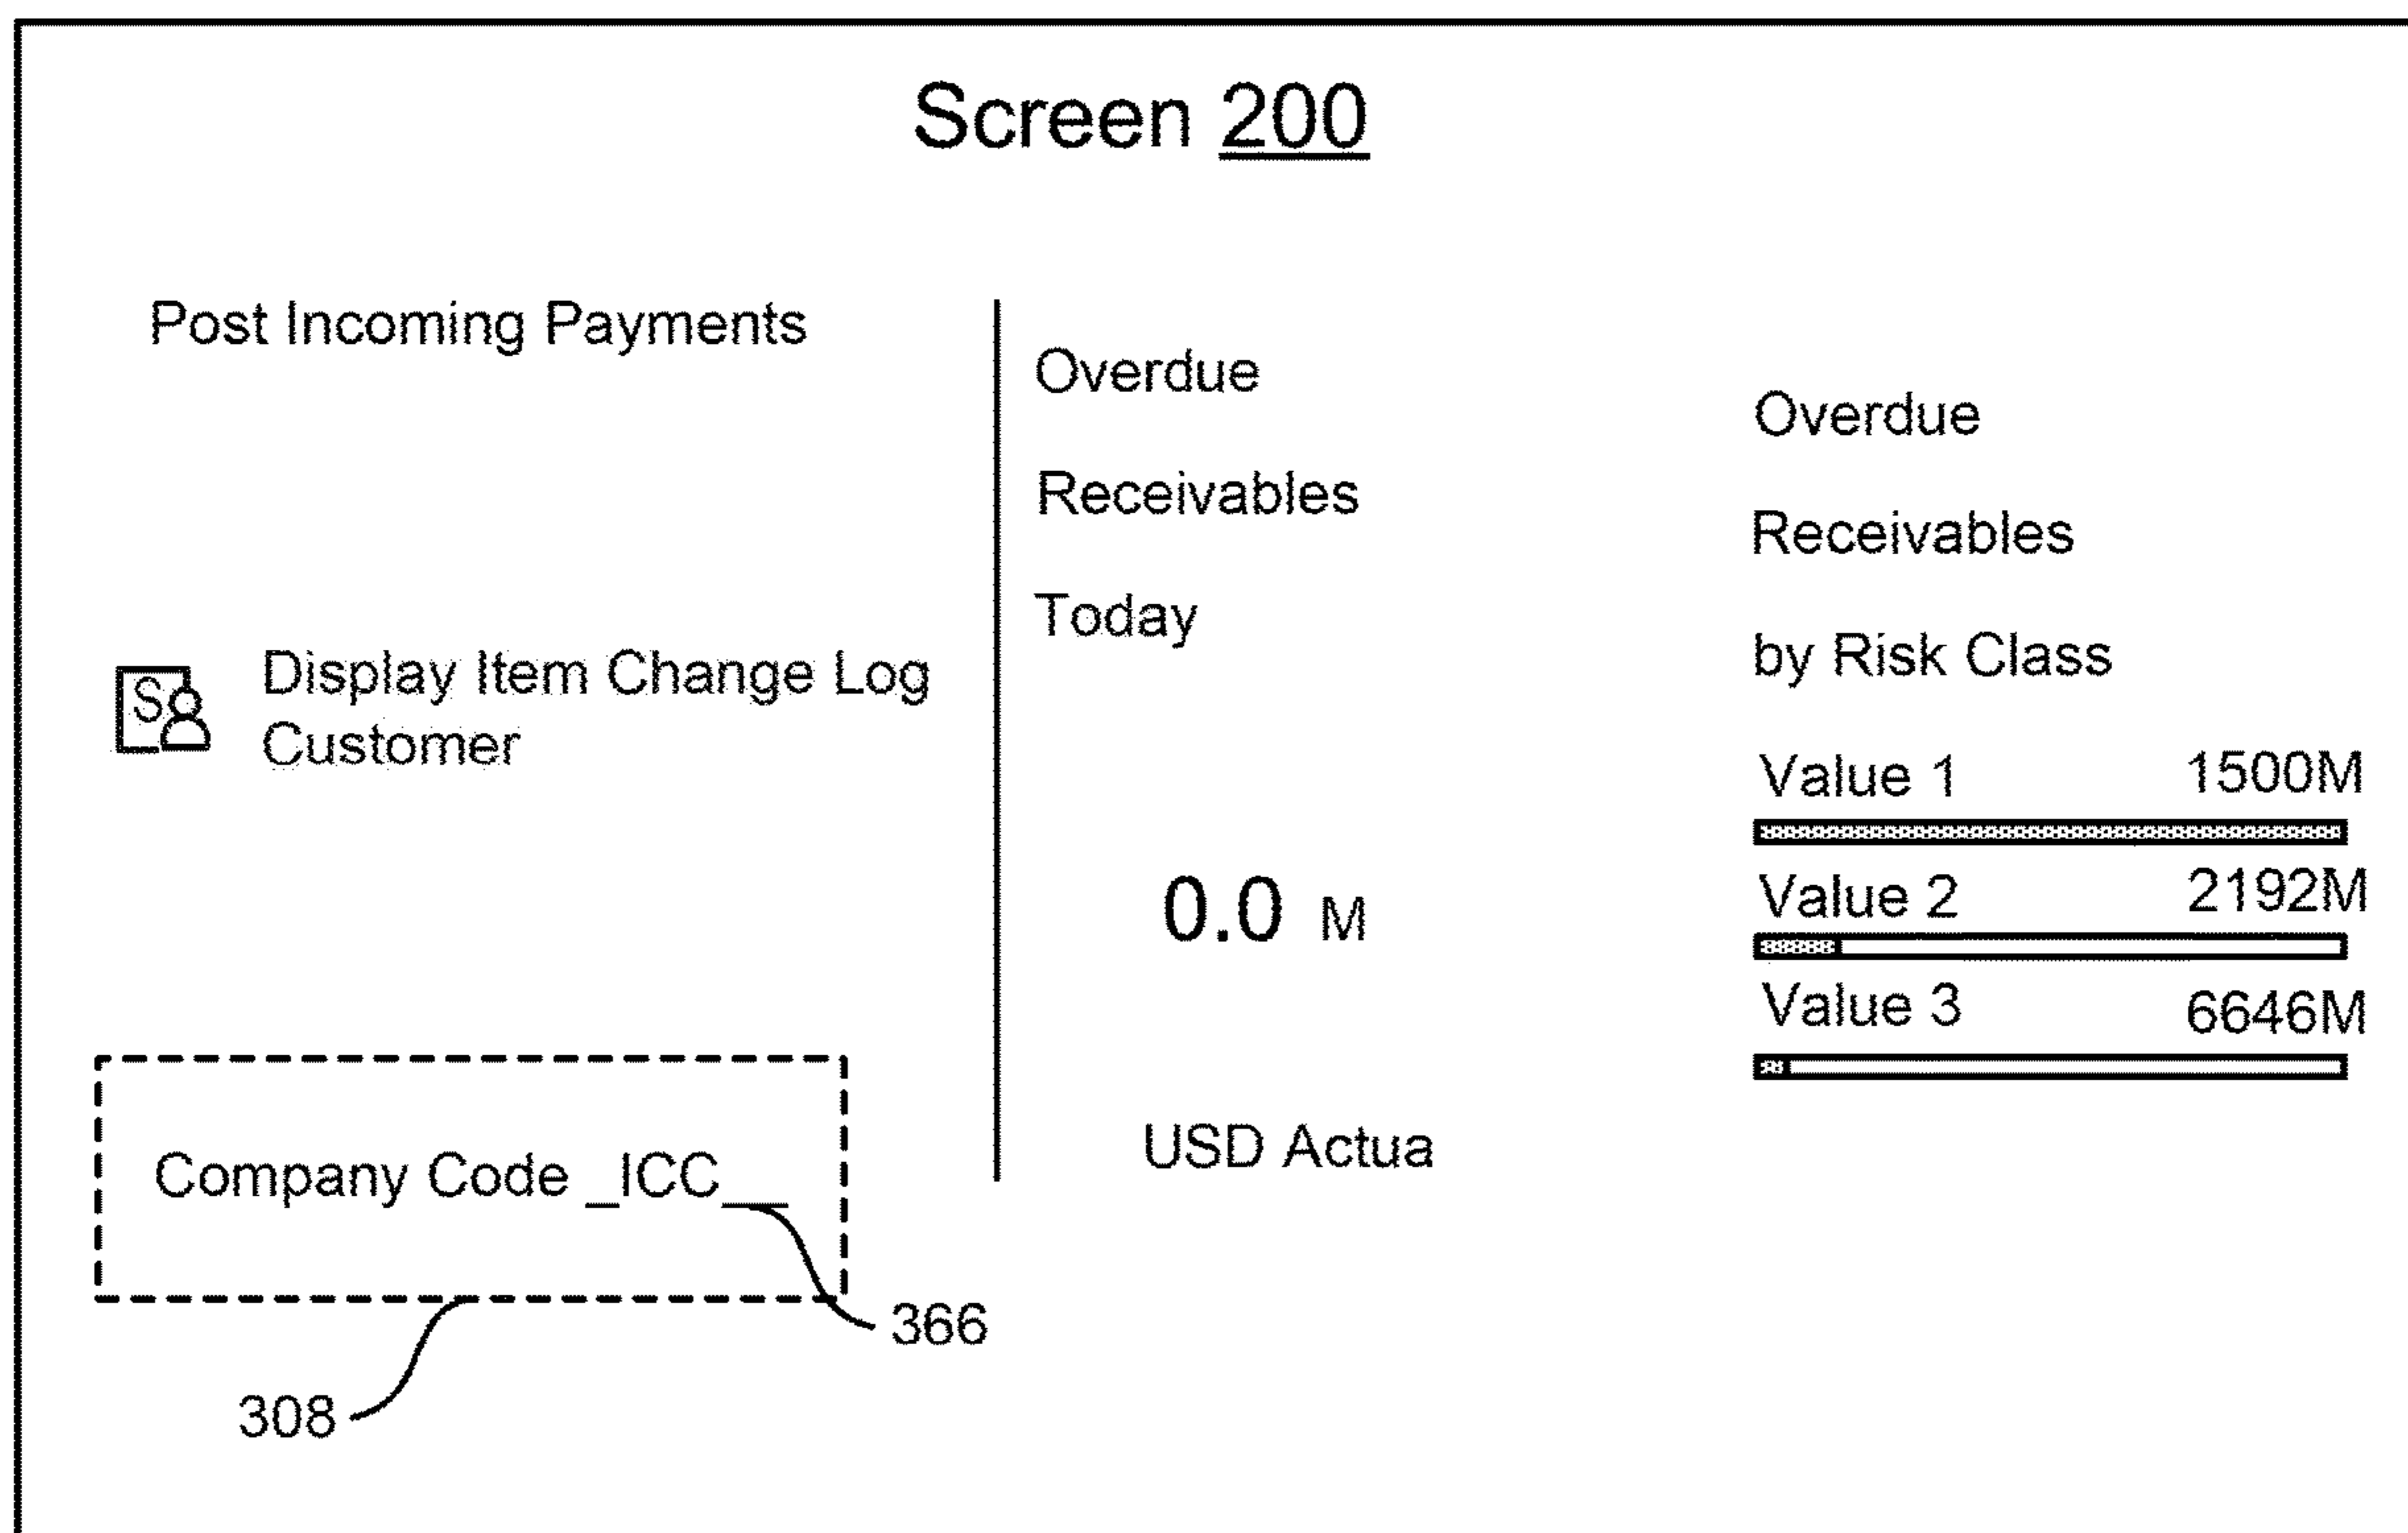 Screen 200
Post Incoming Payments
S
Display Item Change Log
Customer
Company Code _ICC__
366
308
Overdue
Receivables
Today
0.0 M
USD Actua
Overdue
Receivables
by Risk Class
Value 1 1500M
Value 2 2192M
Value 3 6646M